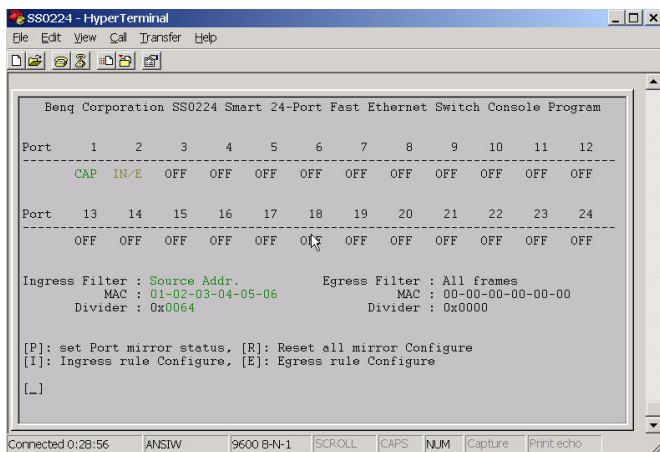 SS0224 - HyperTerminal
File Edit View Call Transfer Help
Benq Corporation SS0224 Smart 24-Port Fast Ethernet Switch Console Program
Port 1 2 3 4 5 6 7 8 9 10 11 12
CAP IN/E OFF OFF OFF OFF OFF OFF OFF OFF OFF OFF
Port 13 14 15 16 17 18 19 20 21 22 23 24
OFF OFF OFF OFF OFF OFF OFF OFF OFF OFF OFF OFF
Ingress Filter : Source Addr. Egress Filter : All frames
MAC : 01-02-03-04-05-06 MAC : 00-00-00-00-00-00
Divider : 0x0064 Divider : 0x0000
[P]: set Port mirror status, [R]: Reset all mirror Configure
[I]: Ingress rule Configure, [E]: Egress rule Configure
[_]
Connected 0:28:56 ANSIW 9600 8-N-1 SCROLL CAPS NUM Capture Print echo